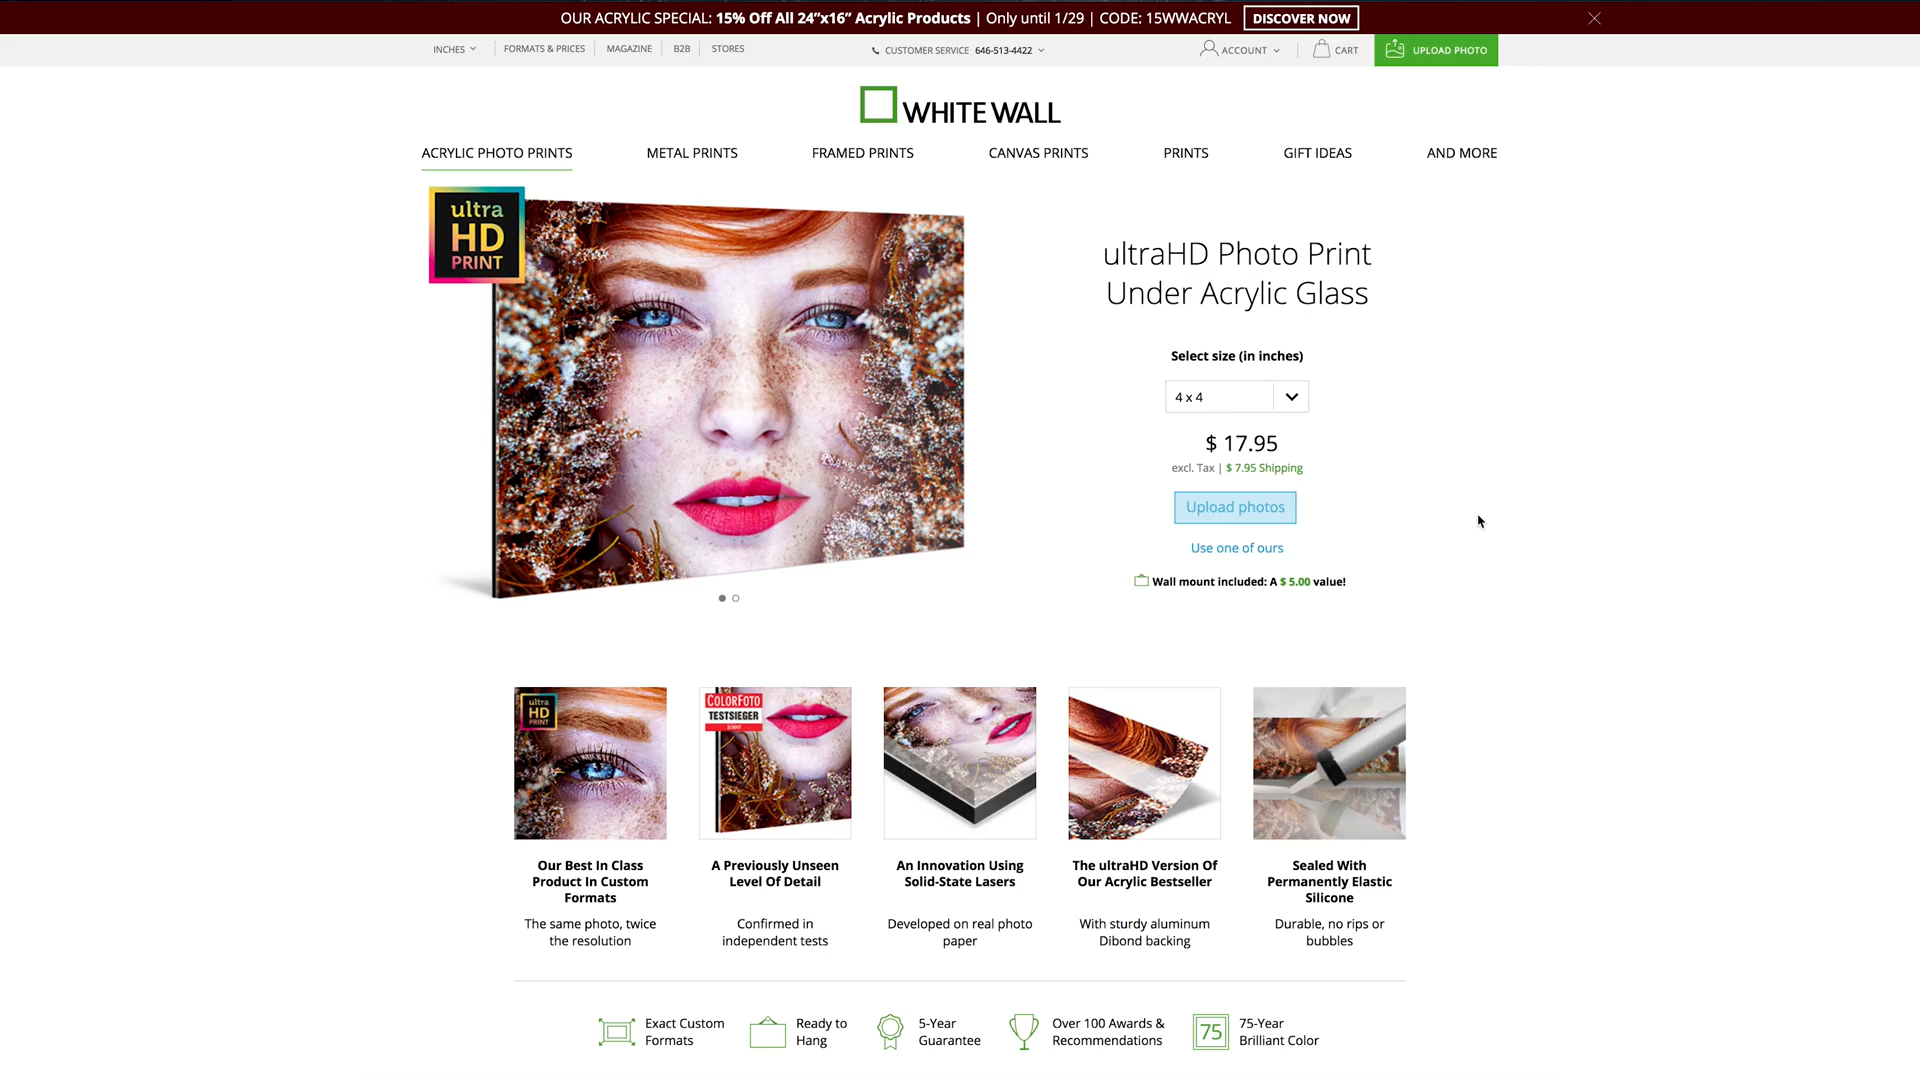 OUR ACRYLIC SPECIAL: 15% Off All 24”x16” Acrylic Products | Only until 1/29 | CODE: 15WWACRYL DISCOVER NOW
INCHES FORMATS & PRICES MAGAZINE B2B STORES CUSTOMER SERVICE 646-513-4422 ACCOUNT CART UPLOAD PHOTO
WHITE WALL
ACRYLIC PHOTO PRINTS METAL PRINTS FRAMED PRINTS CANVAS PRINTS PRINTS GIFT IDEAS AND MORE
ultra
HD
PRINT
ultraHD Photo Print
Under Acrylic Glass
Select size (in inches)
4 x 4
$ 17.95
excl. Tax | $ 7.95 Shipping
Upload photos
Use one of ours
Wall mount included: A $ 5.00 value!
ultra
HD
PRINT
COLORFOTO
TESTSIEGER
Our Best In Class
Product In Custom
Formats
The same photo, twice
the resolution
A Previously Unseen
Level Of Detail
Confirmed in
independent tests
An Innovation Using
Solid-State Lasers
Developed on real photo
paper
The ultraHD Version Of
Our Acrylic Bestseller
With sturdy aluminum
Dibond backing
Sealed With
Permanently Elastic
Silicone
Durable, no rips or
bubbles
Exact Custom
Formats
Ready to
Hang
5-Year
Guarantee
Over 100 Awards &
Recommendations
75
75-Year
Brilliant Color